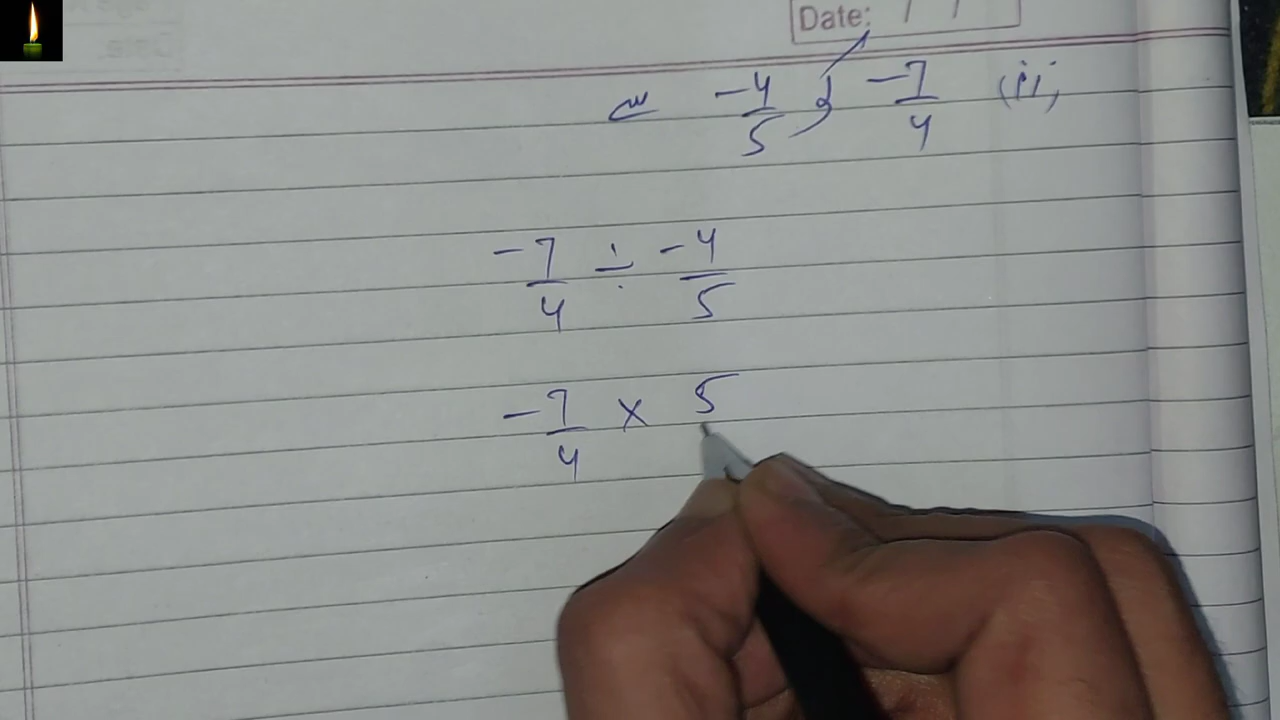 Date: / /
(ii) -7/4 کو -4/5 سے
-7/4 ÷ -4/5
-7/4 × 5